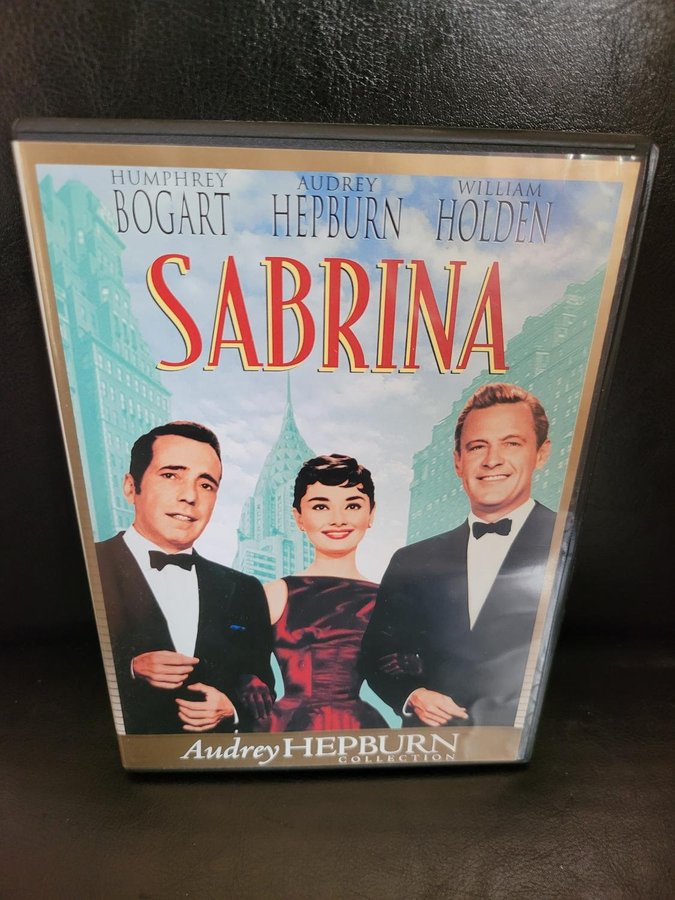 HUMPHREY AUDREY WILLIAM
BOGART HEPBURN HOLDEN
SABRINA
Audrey HEPBURN
COLLECTION